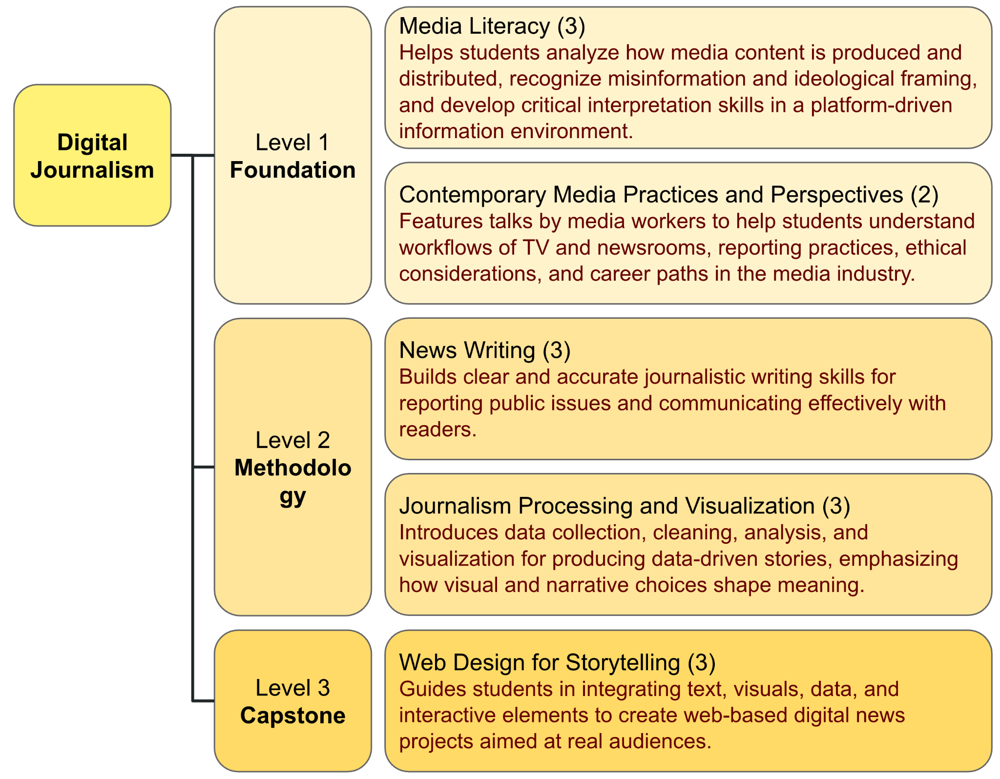 Digital
Journalism
Level 1
Foundation
Media Literacy (3)
Helps students analyze how media content is produced and
distributed, recognize misinformation and ideological framing,
and develop critical interpretation skills in a platform-driven
information environment.
Contemporary Media Practices and Perspectives (2)
Features talks by media workers to help students understand
workflows of TV and newsrooms, reporting practices, ethical
considerations, and career paths in the media industry.
Level 2
Methodolo
gy
News Writing (3)
Builds clear and accurate journalistic writing skills for
reporting public issues and communicating effectively with
readers.
Journalism Processing and Visualization (3)
Introduces data collection, cleaning, analysis, and
visualization for producing data-driven stories, emphasizing
how visual and narrative choices shape meaning.
Level 3
Capstone
Web Design for Storytelling (3)
Guides students in integrating text, visuals, data, and
interactive elements to create web-based digital news
projects aimed at real audiences.